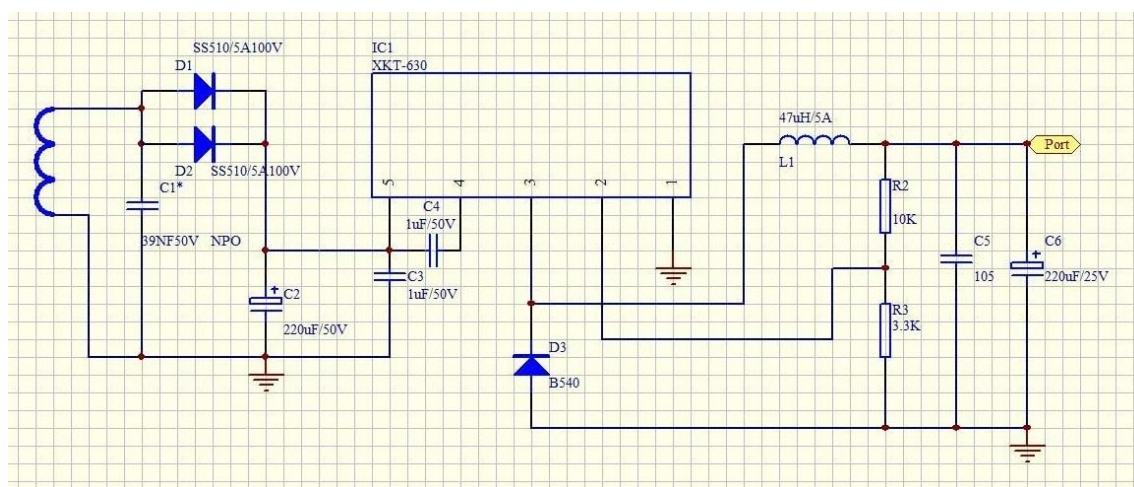 SS510/5A100V
D1
IC1
XKT-630
D2
SS510/5A100V
C1*
39NF50V NPO
5
4
3
2
1
C4
1uF/50V
C3
1uF/50V
C2
220uF/50V
47uH/5A
L1
Port
R2
10K
R3
3.3K
C5
105
C6
220uF/25V
D3
B540